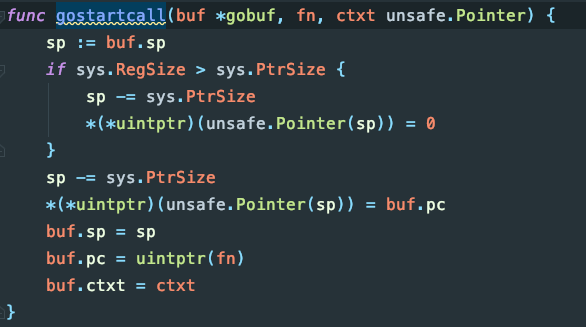 func gostartcall(buf *gobuf, fn, ctxt unsafe.Pointer) {
    sp := buf.sp
    if sys.RegSize > sys.PtrSize {
        sp -= sys.PtrSize
        *(*uintptr)(unsafe.Pointer(sp)) = 0
    }
    sp -= sys.PtrSize
    *(*uintptr)(unsafe.Pointer(sp)) = buf.pc
    buf.sp = sp
    buf.pc = uintptr(fn)
    buf.ctxt = ctxt
}